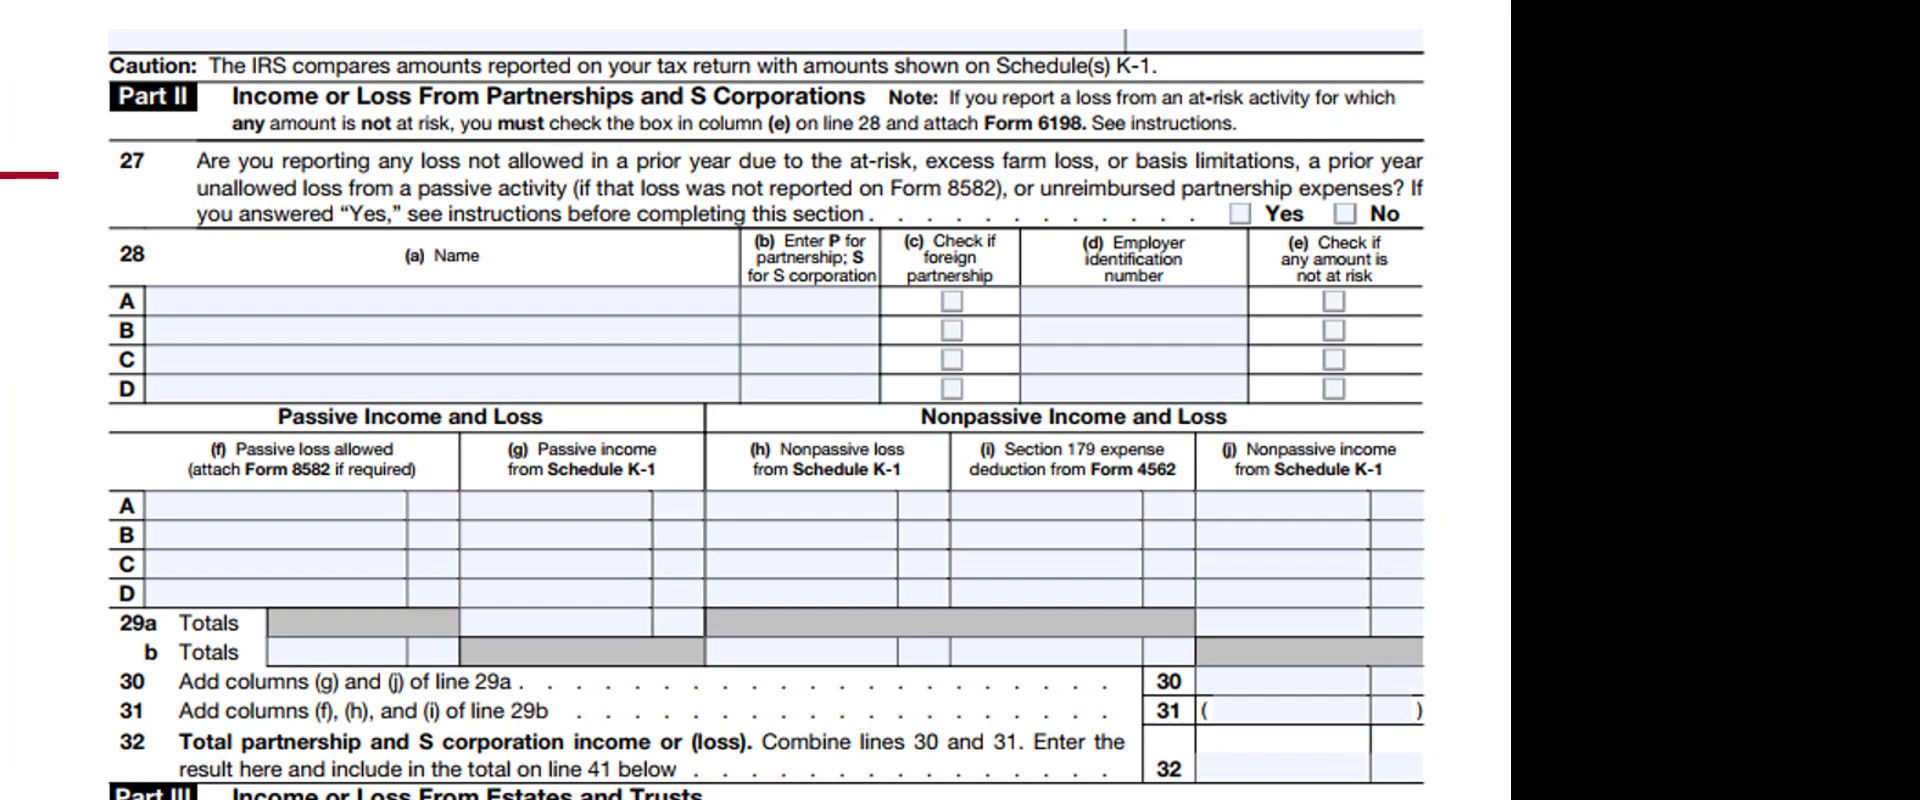 Caution: The IRS compares amounts reported on your tax return with amounts shown on Schedule(s) K-1.
Part II Income or Loss From Partnerships and S Corporations Note: If you report a loss from an at-risk activity for which
any amount is not at risk, you must check the box in column (e) on line 28 and attach Form 6198. See instructions.
27 Are you reporting any loss not allowed in a prior year due to the at-risk, excess farm loss, or basis limitations, a prior year
unallowed loss from a passive activity (if that loss was not reported on Form 8582), or unreimbursed partnership expenses? If
you answered “Yes,” see instructions before completing this section . . . . . . . . . . . . Yes No
28 (a) Name
(b) Enter P for
partnership; S
for S corporation
(c) Check if
foreign
partnership
(d) Employer
identification
number
(e) Check if
any amount is
not at risk
A
B
C
D
Passive Income and Loss Nonpassive Income and Loss
(f) Passive loss allowed
(attach Form 8582 if required)
(g) Passive income
from Schedule K-1
(h) Nonpassive loss
from Schedule K-1
(i) Section 179 expense
deduction from Form 4562
(j) Nonpassive income
from Schedule K-1
A
B
C
D
29a Totals
b Totals
30 Add columns (g) and (j) of line 29a . . . . . . . . . . . . . . . . . . . . . 30
31 Add columns (f), (h), and (i) of line 29b . . . . . . . . . . . . . . . . . . . 31 ( )
32 Total partnership and S corporation income or (loss). Combine lines 30 and 31. Enter the
result here and include in the total on line 41 below . . . . . . . . . . . . . . . 32
Part III Income or Loss From Estates and Trusts